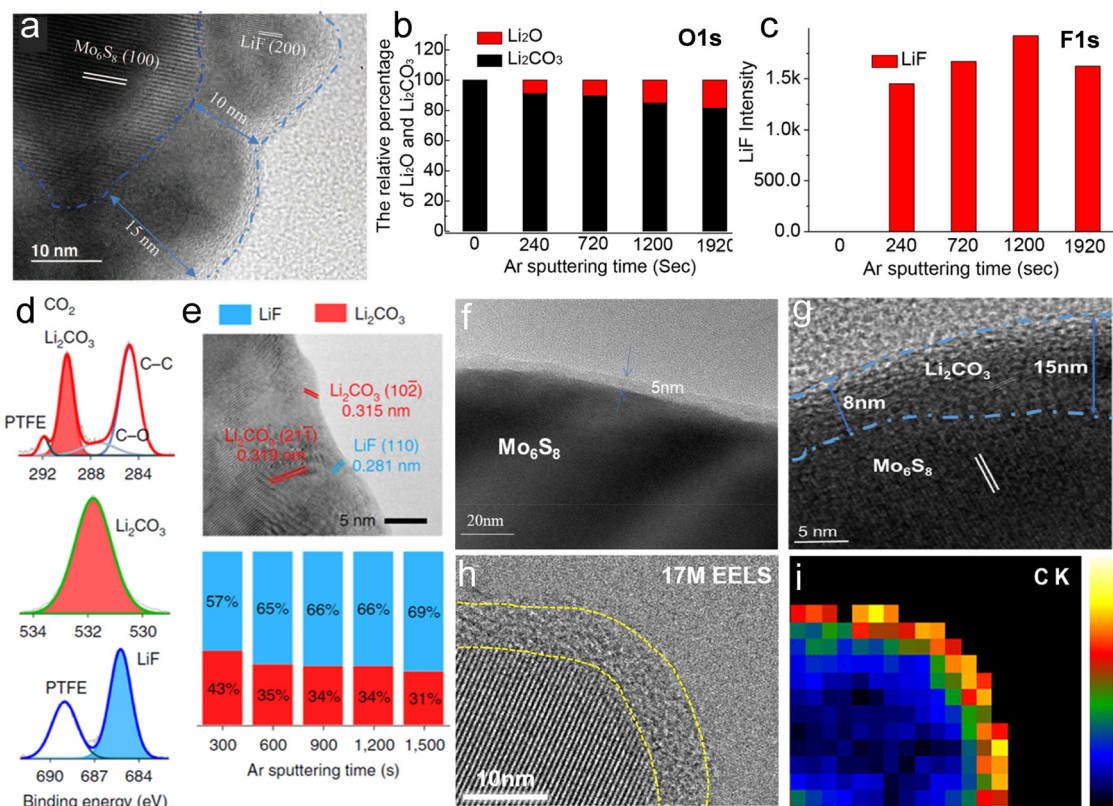 a
Mo₆S₈ (100)
LiF (200)
10 nm
15 nm
10 nm
b
O1s
Li₂O
Li₂CO₃
The relative percentage
of Li₂O and Li₂CO₃
120
100
80
60
40
20
0
0 240 720 1200 1920
Ar sputtering time (Sec)
c
F1s
LiF
LiF Intensity
1.5k
1.0k
500.0
0.0
0 240 720 1200 1920
Ar sputtering time (sec)
d
CO₂
Li₂CO₃
C–C
PTFE
C–O
292 288 284
Li₂CO₃
534 532 530
LiF
PTFE
690 687 684
Binding energy (eV)
e
LiF Li₂CO₃
Li₂CO₃ (102̄)
0.315 nm
Li₂CO₃ (211̄)
0.319 nm
LiF (110)
0.281 nm
5 nm
57% 65% 66% 66% 69%
43% 35% 34% 34% 31%
300 600 900 1,200 1,500
Ar sputtering time (s)
f
5nm
Mo₆S₈
20nm
g
Li₂CO₃
15nm
8nm
Mo₆S₈
5 nm
h
17M EELS
10nm
i
C K